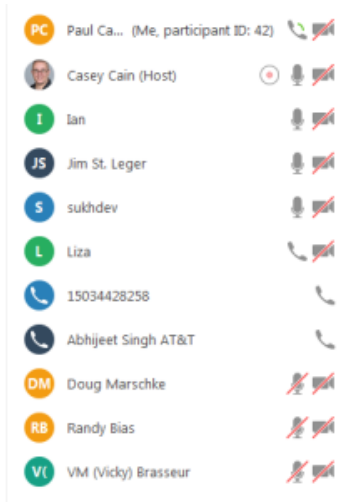 PC Paul Ca... (Me, participant ID: 42)
Casey Cain (Host)
I Ian
JS Jim St. Leger
S sukhdev
L Liza
15034428258
Abhijeet Singh AT&T
DM Doug Marschke
RB Randy Bias
V( VM (Vicky) Brasseur